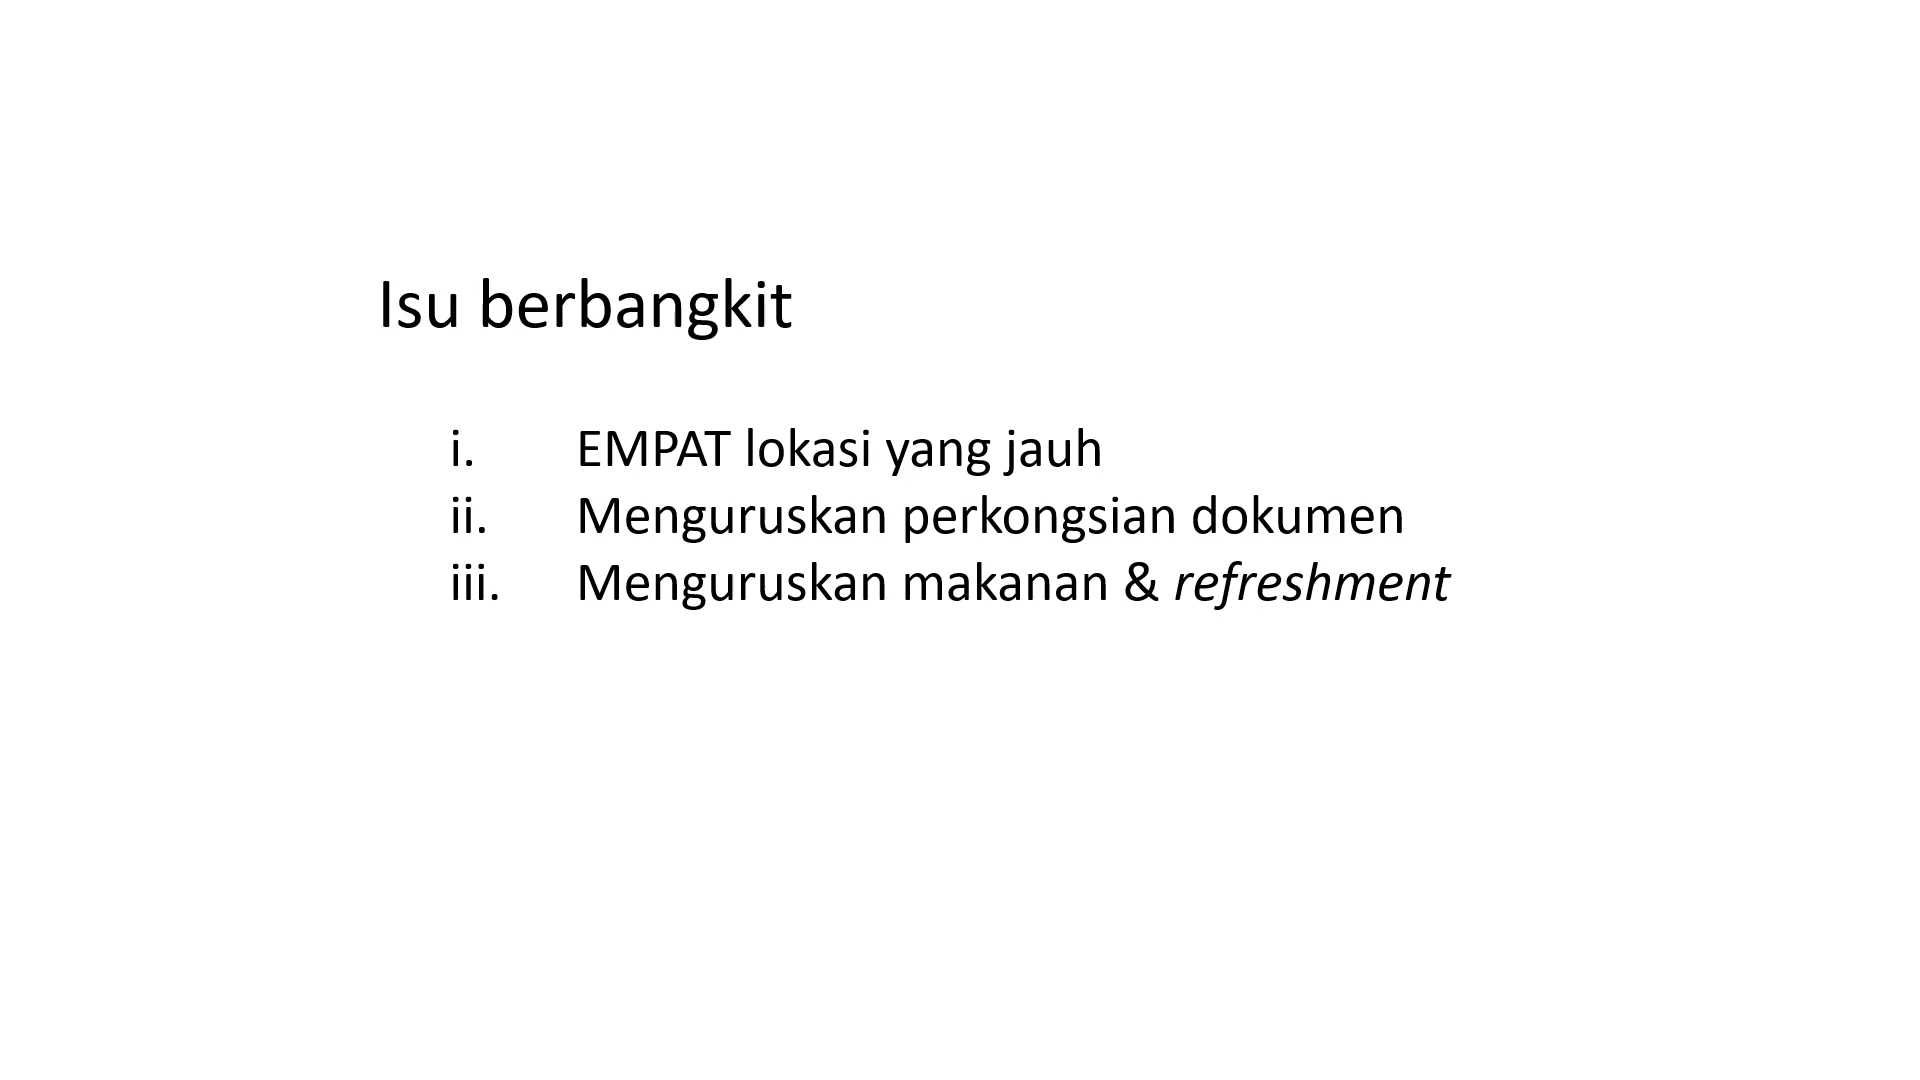 Isu berbangkit
i. EMPAT lokasi yang jauh
ii. Menguruskan perkongsian dokumen
iii. Menguruskan makanan & refreshment